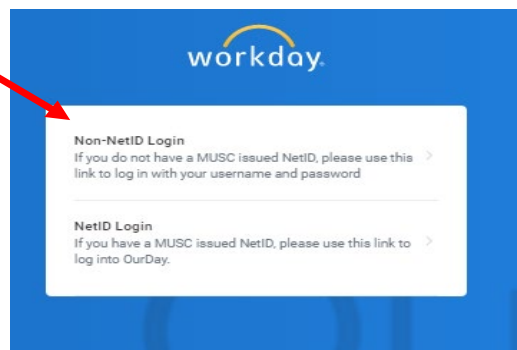 workday.
Non-NetID Login
If you do not have a MUSC issued NetID, please use this
link to log in with your username and password
NetID Login
If you have a MUSC issued NetID, please use this link to
log into OurDay.